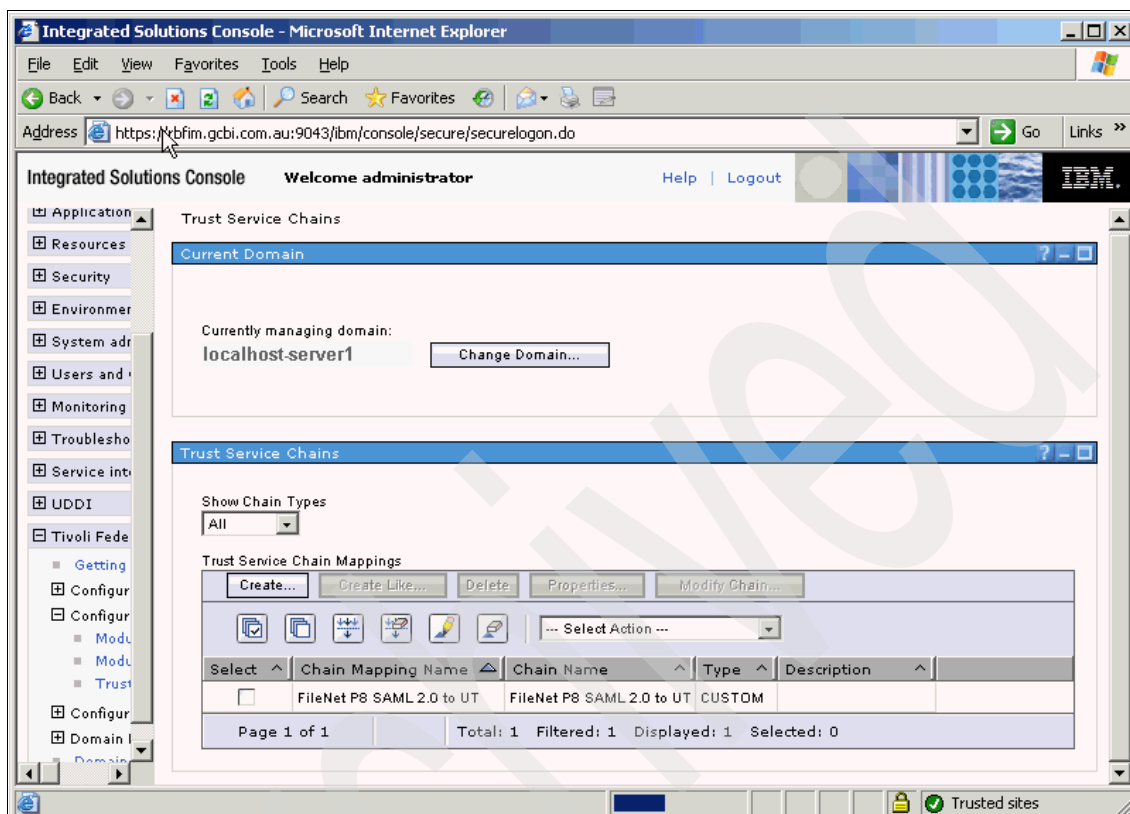 Integrated Solutions Console - Microsoft Internet Explorer
File Edit View Favorites Tools Help
Back Search Favorites
Address https://rbfim.gcbi.com.au:9043/ibm/console/secure/securelogon.do Go Links »
Integrated Solutions Console Welcome administrator Help | Logout IBM.
Application
Resources
Security
Environmer
System adr
Users and
Monitoring
Troublesho
Service inte
UDDI
Tivoli Fede
Getting
Configur
Configur
Modu
Modu
Trust
Configur
Domain
Domain
Trust Service Chains
Current Domain
Currently managing domain:
localhost-server1 Change Domain...
Trust Service Chains
Show Chain Types
All
Trust Service Chain Mappings
Create... Create Like... Delete Properties... Modify Chain...
--- Select Action ---
Select Chain Mapping Name Chain Name Type Description
FileNet P8 SAML 2.0 to UT FileNet P8 SAML 2.0 to UT CUSTOM
Page 1 of 1 Total: 1 Filtered: 1 Displayed: 1 Selected: 0
Trusted sites